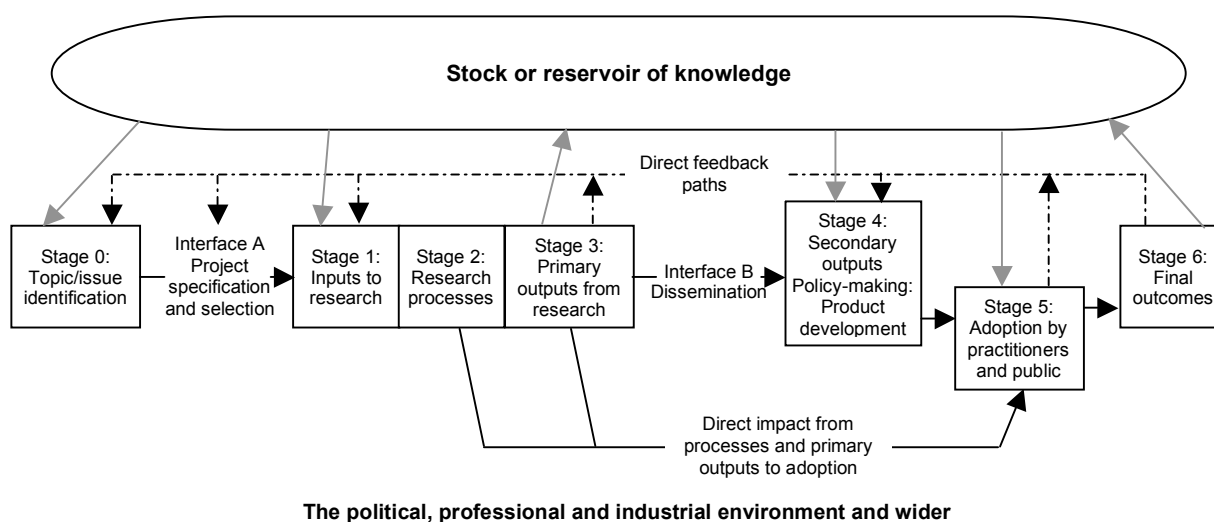 Stock or reservoir of knowledge
Direct feedback
paths
Stage 0:
Topic/issue
identification
Interface A
Project
specification
and selection
Stage 1:
Inputs to
research
Stage 2:
Research
processes
Stage 3:
Primary
outputs from
research
Interface B
Dissemination
Stage 4:
Secondary
outputs
Policy-making:
Product
development
Stage 5:
Adoption by
practitioners
and public
Stage 6:
Final
outcomes
Direct impact from
processes and primary
outputs to adoption
The political, professional and industrial environment and wider